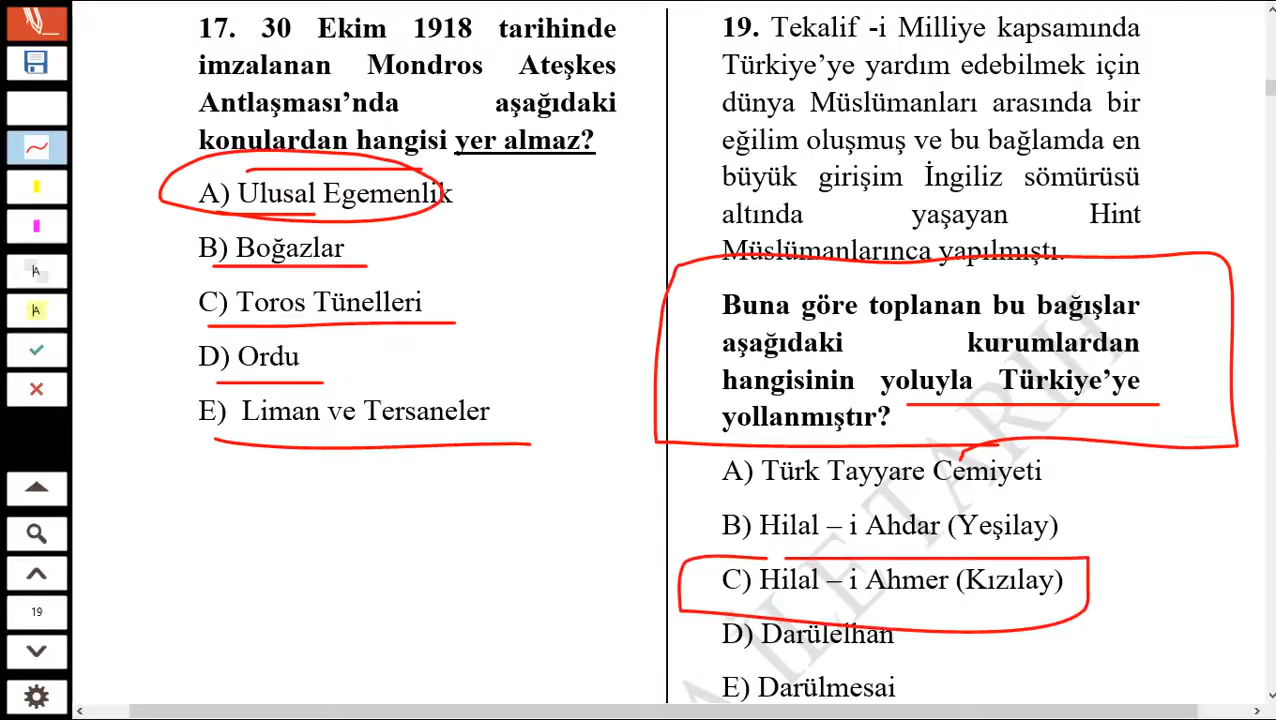 17. 30 Ekim 1918 tarihinde
imzalanan Mondros Ateşkes
Antlaşması’nda aşağıdaki
konulardan hangisi yer almaz?
A) Ulusal Egemenlik
B) Boğazlar
C) Toros Tünelleri
D) Ordu
E) Liman ve Tersaneler
19. Tekalif -i Milliye kapsamında
Türkiye’ye yardım edebilmek için
dünya Müslümanları arasında bir
eğilim oluşmuş ve bu bağlamda en
büyük girişim İngiliz sömürüsü
altında yaşayan Hint
Müslümanlarınca yapılmıştı.
Buna göre toplanan bu bağışlar
aşağıdaki kurumlardan
hangisinin yoluyla Türkiye’ye
yollanmıştır?
A) Türk Tayyare Cemiyeti
B) Hilal – i Ahdar (Yeşilay)
C) Hilal – i Ahmer (Kızılay)
D) Darülelhan
E) Darülmesai
İLE TARİH
19